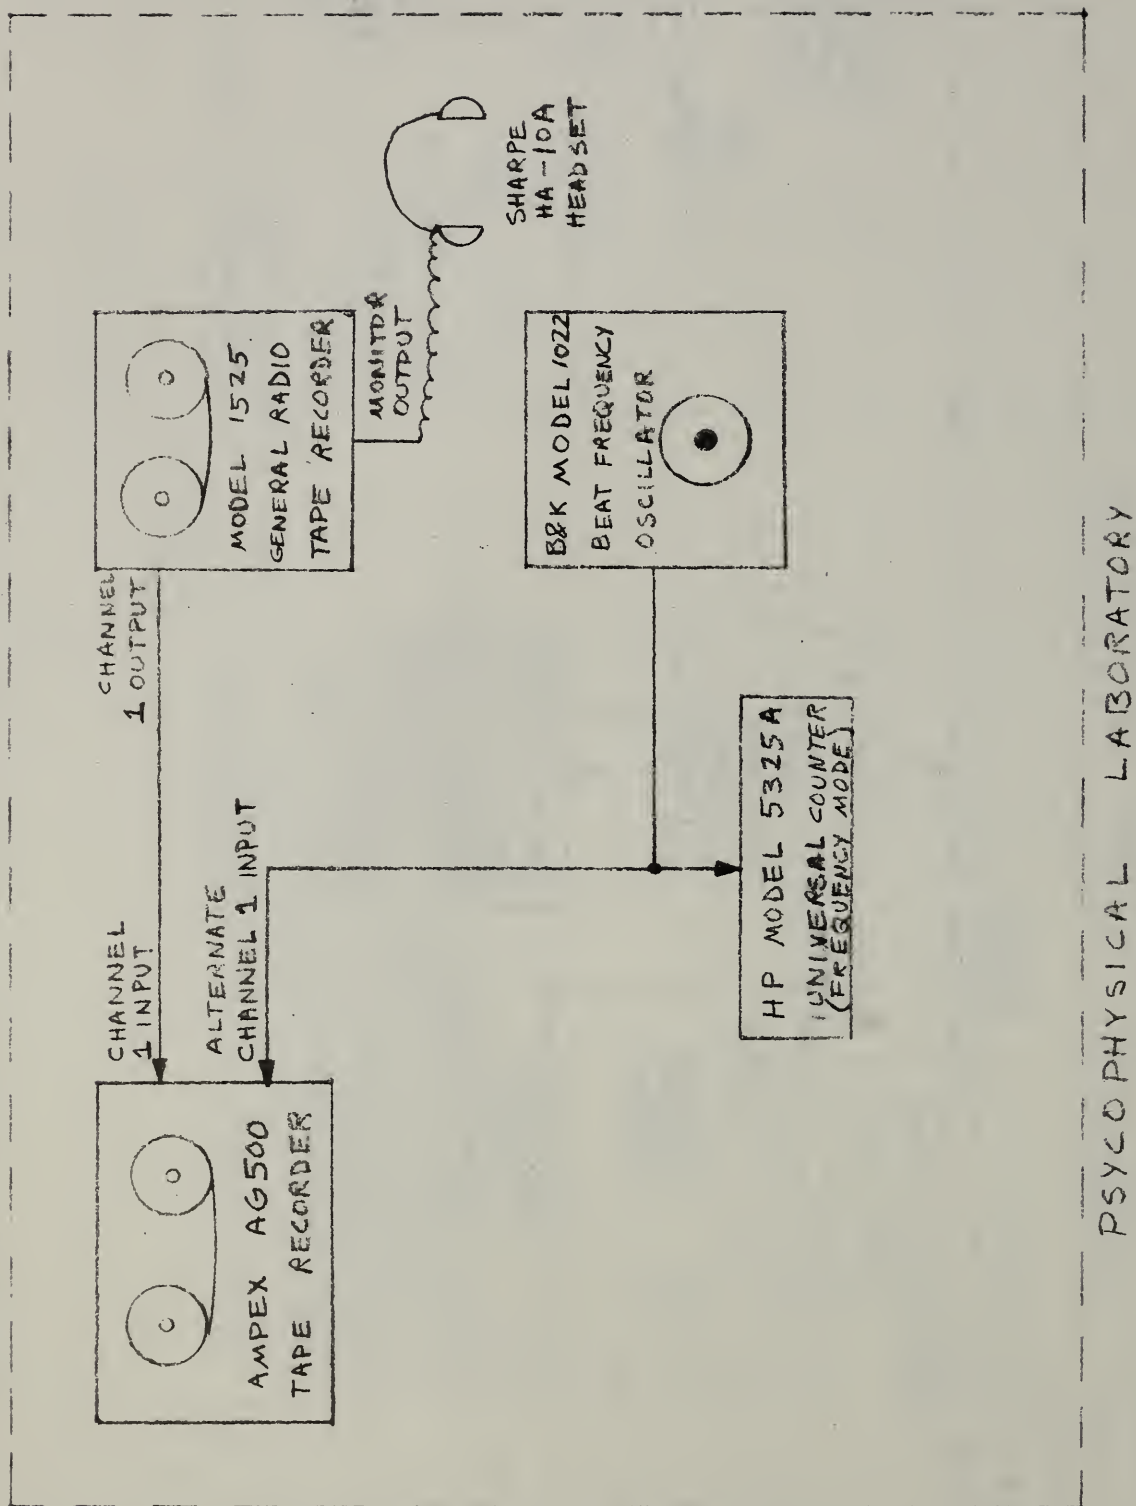 AMPEX AG500
TAPE RECORDER
CHANNEL
1 INPUT
ALTERNATE
CHANNEL 1 INPUT
CHANNEL
1 OUTPUT
MODEL 1525
GENERAL RADIO
TAPE RECORDER
MONITOR
OUTPUT
SHARPE
HA-10A
HEADSET
B&K MODEL 1022
BEAT FREQUENCY
OSCILLATOR
HP MODEL 5325A
UNIVERSAL COUNTER
(FREQUENCY MODE)
PSYCOPHYSICAL LABORATORY